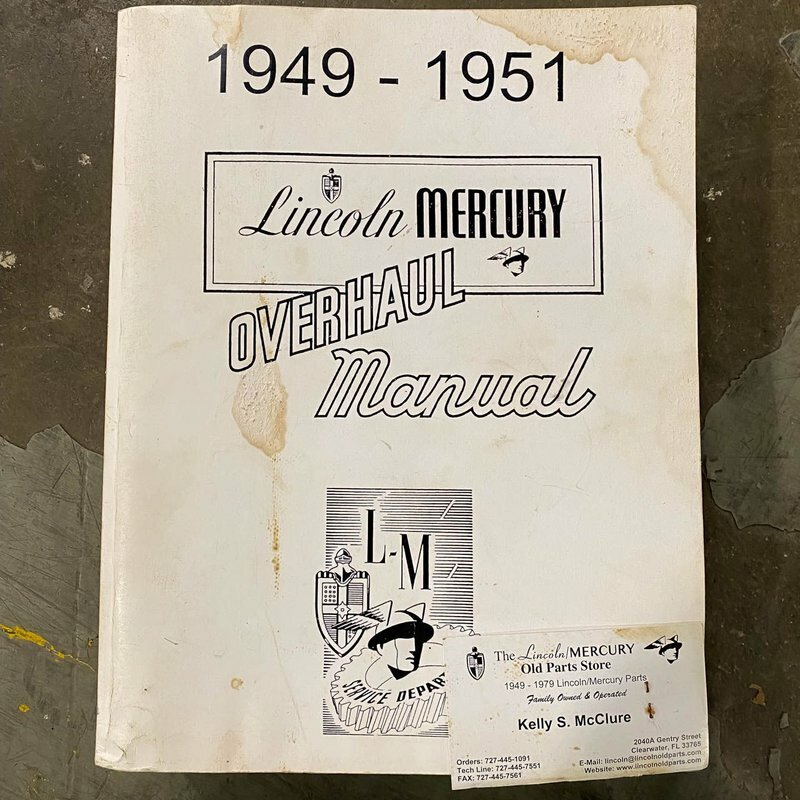 1949 - 1951
Lincoln MERCURY
OVERHAUL
Manual
L-M
SERVICE DEPART
The Lincoln/MERCURY
Old Parts Store
1949 - 1979 Lincoln/Mercury Parts
Family Owned & Operated
Kelly S. McClure
2040A Gentry Street
Clearwater, FL 33765
Orders: 727-445-1091
E-Mail: lincoln@lincolnoldparts.com
Tech Line: 727-445-7551
Website: www.lincolnoldparts.com
FAX: 727-445-7561